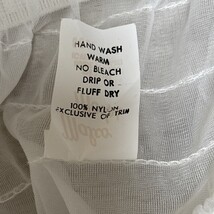 HAND WASH
WARM
NO BLEACH
DRIP OR
FLUFF DRY
100% NYLON
EXCLUSIVE OF TRIM